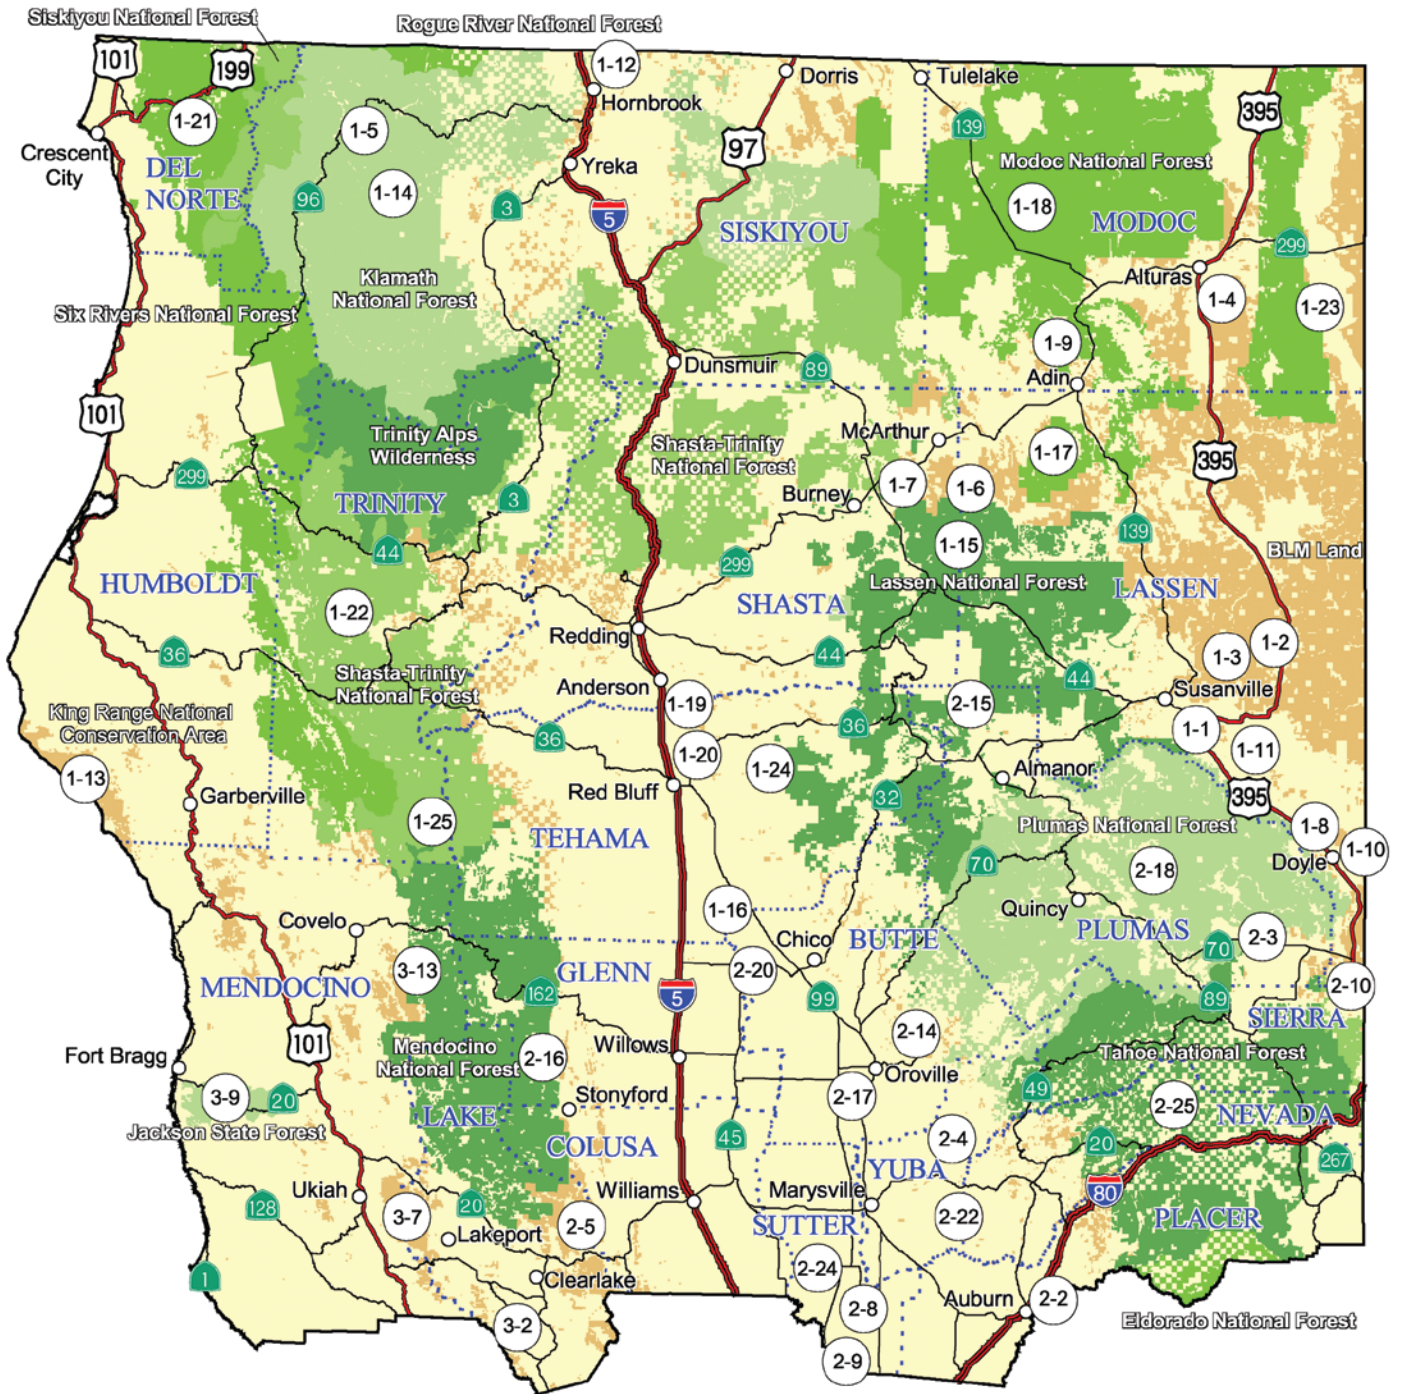 Siskiyou National Forest
Rogue River National Forest
101
199
1-12
Dorris
Tulelake
Hornbrook
395
1-21
1-5
139
97
Crescent
City
DEL
NORTE
Yreka
Modoc National Forest
96
1-14
3
5
1-18
SISKIYOU
MODOC
299
Klamath
National Forest
Alturas
1-4
1-23
Six Rivers National Forest
1-9
Dunsmuir
89
Adin
101
Trinity Alps
Wilderness
Shasta-Trinity
National Forest
McArthur
1-17
395
299
TRINITY
3
Burney
1-7
1-6
139
44
299
1-15
BLM Land
HUMBOLDT
Lassen National Forest
LASSEN
1-22
SHASTA
36
Redding
44
1-3
1-2
Shasta-Trinity
National Forest
Anderson
44
Susanville
King Range National
Conservation Area
1-19
2-15
36
36
1-1
1-11
1-13
1-20
1-24
Almanor
Garberville
Red Bluff
32
395
1-25
TEHAMA
Plumas National Forest
1-8
1-10
70
2-18
Doyle
1-16
Quincy
Covelo
Chico
BUTTE
PLUMAS
70
2-3
3-13
GLENN
2-20
MENDOCINO
162
5
99
89
2-10
SIERRA
101
Mendocino
National Forest
2-16
Willows
2-14
Tahoe National Forest
Fort Bragg
Oroville
3-9
20
Stonyford
2-17
49
2-25
NEVADA
Jackson State Forest
LAKE
COLUSA
45
2-4
20
267
YUBA
Ukiah
Williams
Marysville
80
128
3-7
20
2-5
SUTTER
2-22
PLACER
Lakeport
1
Clearlake
2-24
3-2
2-8
Auburn
2-2
Eldorado National Forest
2-9